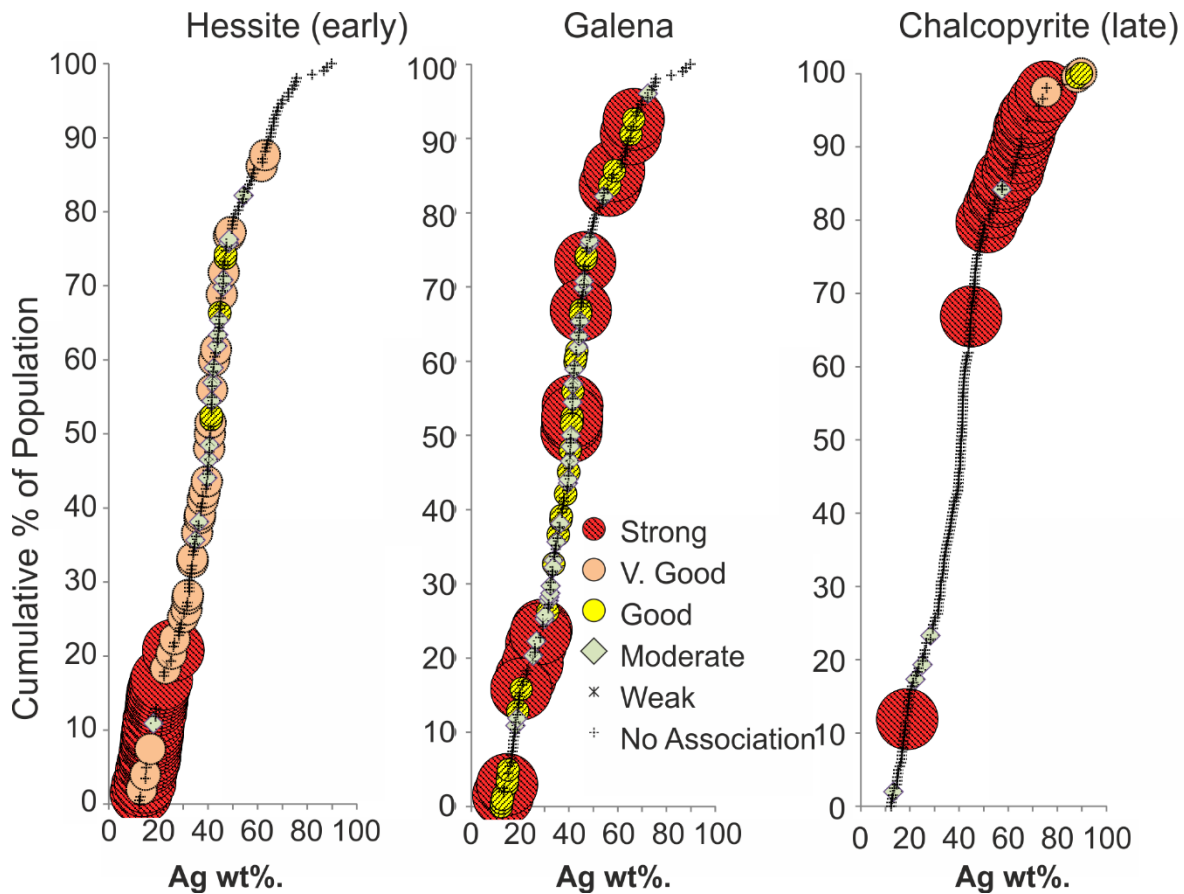 Hessite (early)
Galena
Chalcopyrite (late)
Cumulative % of Population
100
90
80
70
60
50
40
30
20
10
0
0 20 40 60 80 100
Ag wt%.
100
90
80
70
60
50
40
30
20
10
0
0 20 40 60 80 100
Ag wt%.
Strong
V. Good
Good
Moderate
Weak
No Association
100
90
80
70
60
50
40
30
20
10
0
0 20 40 60 80 100
Ag wt%.